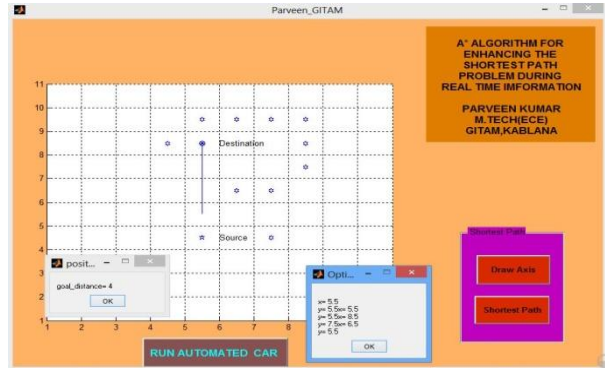 Parveen_GITAM
A* ALGORITHM FOR
ENHANCING THE
SHORTEST PATH
PROBLEM DURING
REAL TIME IMFORMATION
PARVEEN KUMAR
M.TECH(ECE)
GITAM,KABLANA
11
10
9
8
7
6
5
4
3
2
1
1
2
3
4
5
6
7
8
Destination
Source
posit...
goal_distance= 4
OK
Opti...
x= 5.5
y= 5.5x= 5.5
y= 5.5x= 8.5
y= 7.5x= 6.5
y= 5.5
OK
Shortest Path
Draw Axis
Shortest Path
RUN AUTOMATED CAR